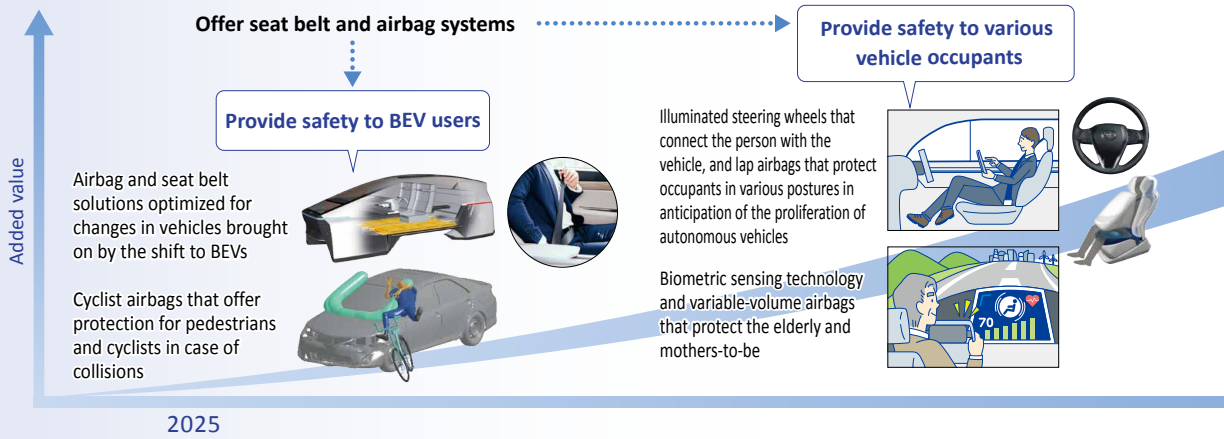 Offer seat belt and airbag systems
Provide safety to various
vehicle occupants
Provide safety to BEV users
Added value
Airbag and seat belt
solutions optimized for
changes in vehicles brought
on by the shift to BEVs
Cyclist airbags that offer
protection for pedestrians
and cyclists in case of
collisions
Illuminated steering wheels that
connect the person with the
vehicle, and lap airbags that protect
occupants in various postures in
anticipation of the proliferation of
autonomous vehicles
Biometric sensing technology
and variable-volume airbags
that protect the elderly and
mothers-to-be
70
2025